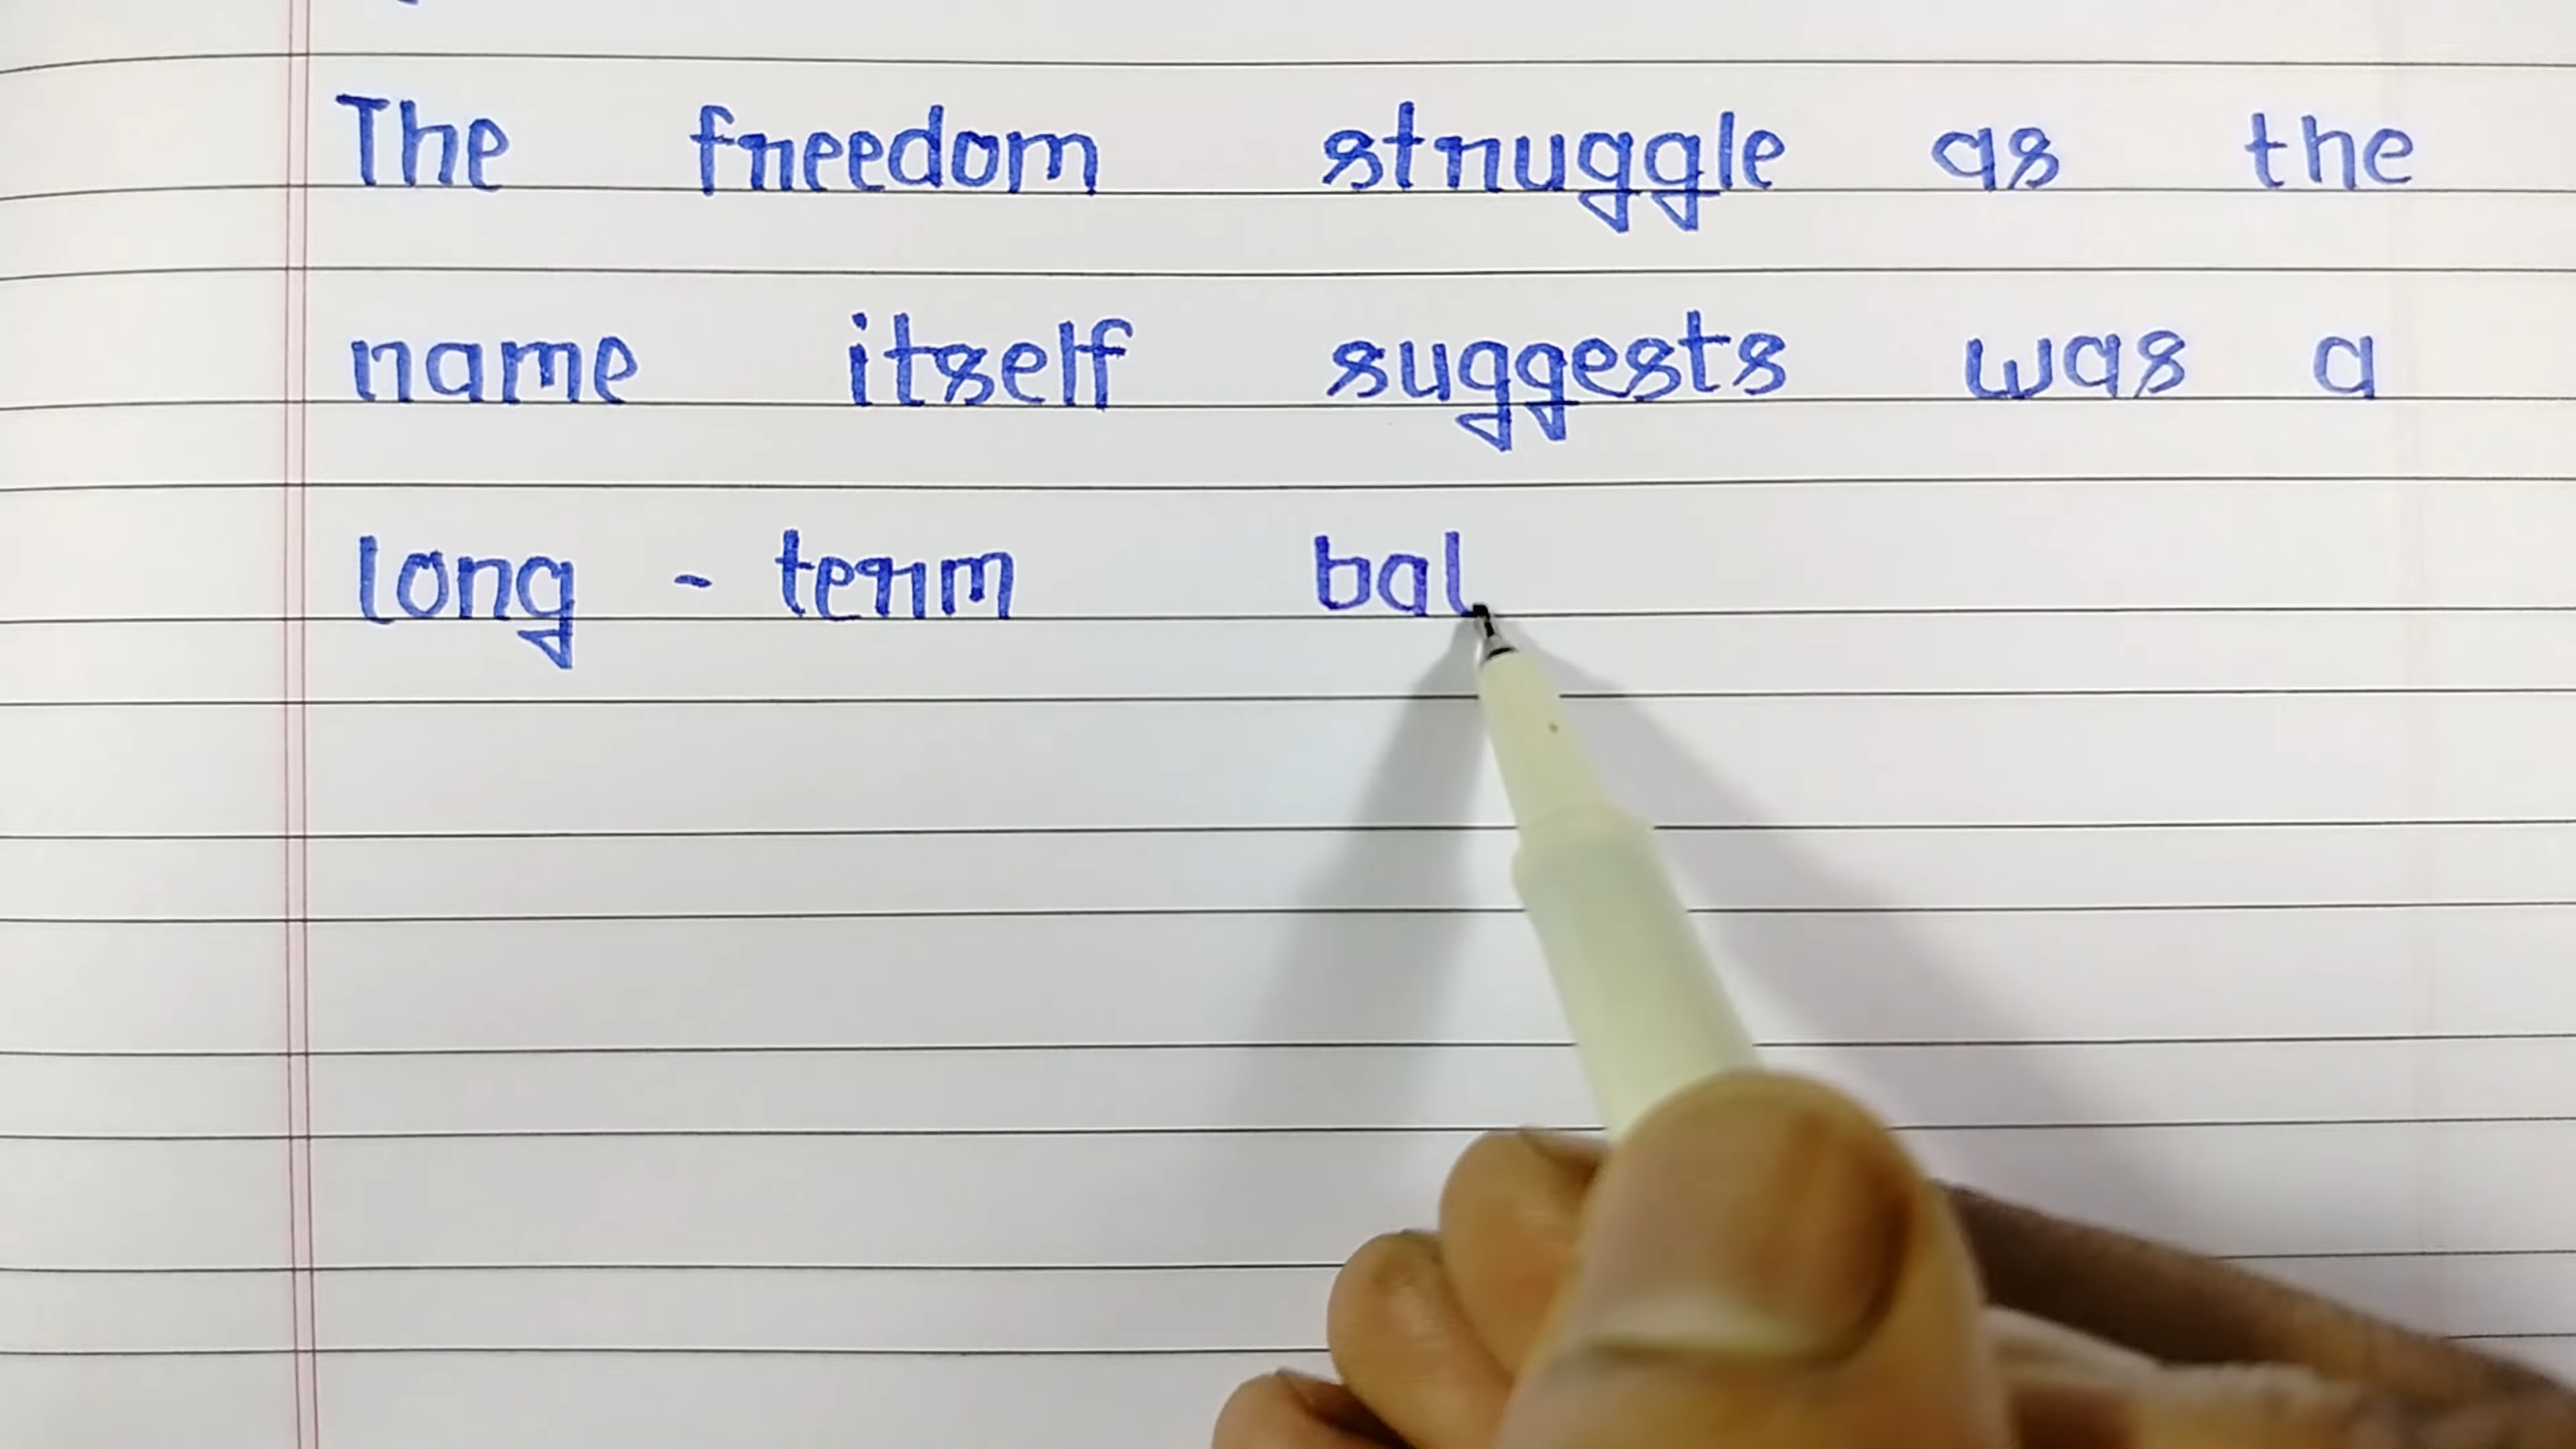 The freedom struggle as the
name itself suggests was a
long - term bal